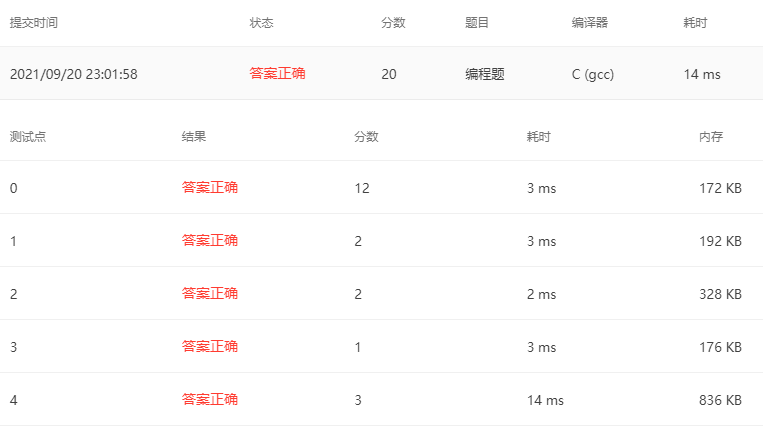 提交时间 状态 分数 题目 编译器 耗时
2021/09/20 23:01:58 答案正确 20 编程题 C (gcc) 14 ms
测试点 结果 分数 耗时 内存
0 答案正确 12 3 ms 172 KB
1 答案正确 2 3 ms 192 KB
2 答案正确 2 2 ms 328 KB
3 答案正确 1 3 ms 176 KB
4 答案正确 3 14 ms 836 KB